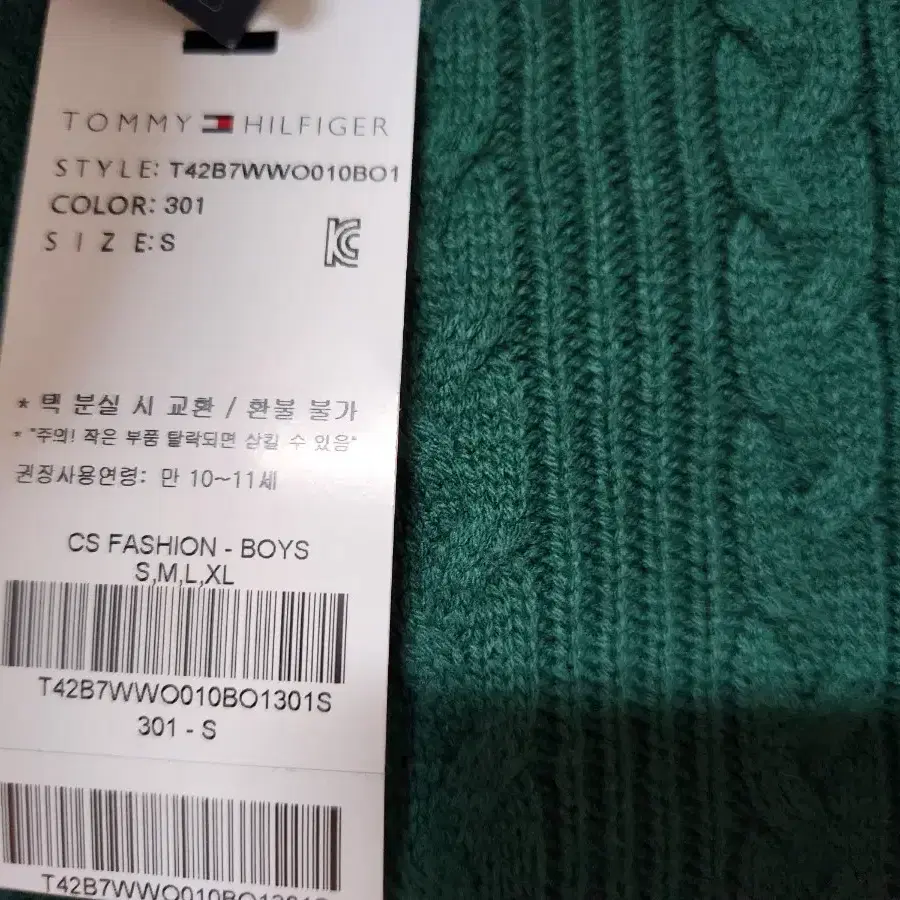 TOMMY HILFIGER
STYLE: T42B7WWO010BO1
COLOR: 301
SIZE:S
* 택 분실 시 교환 / 환불 불가
* "주의! 작은 부품 탈락되면 삼킬 수 있음"
권장사용연령: 만 10~11세
CS FASHION - BOYS
S,M,L,XL
T42B7WWO010BO1301S
301 - S
T42B7WWO010BO1301S